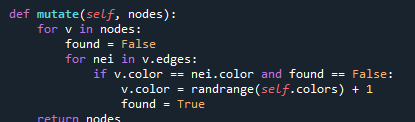 def mutate(self, nodes):
    for v in nodes:
        found = False
        for nei in v.edges:
            if v.color == nei.color and found == False:
                v.color = randrange(self.colors) + 1
                found = True
    return nodes